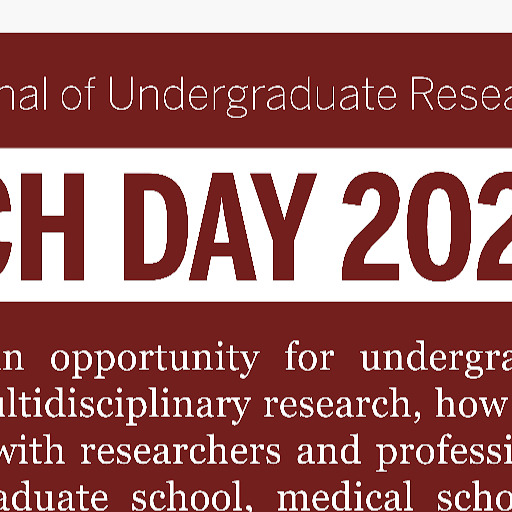 nal of Undergraduate Resea
CH DAY 202
in opportunity for undergra
ultidisciplinary research, how
with researchers and professi
aduate school, medical scho